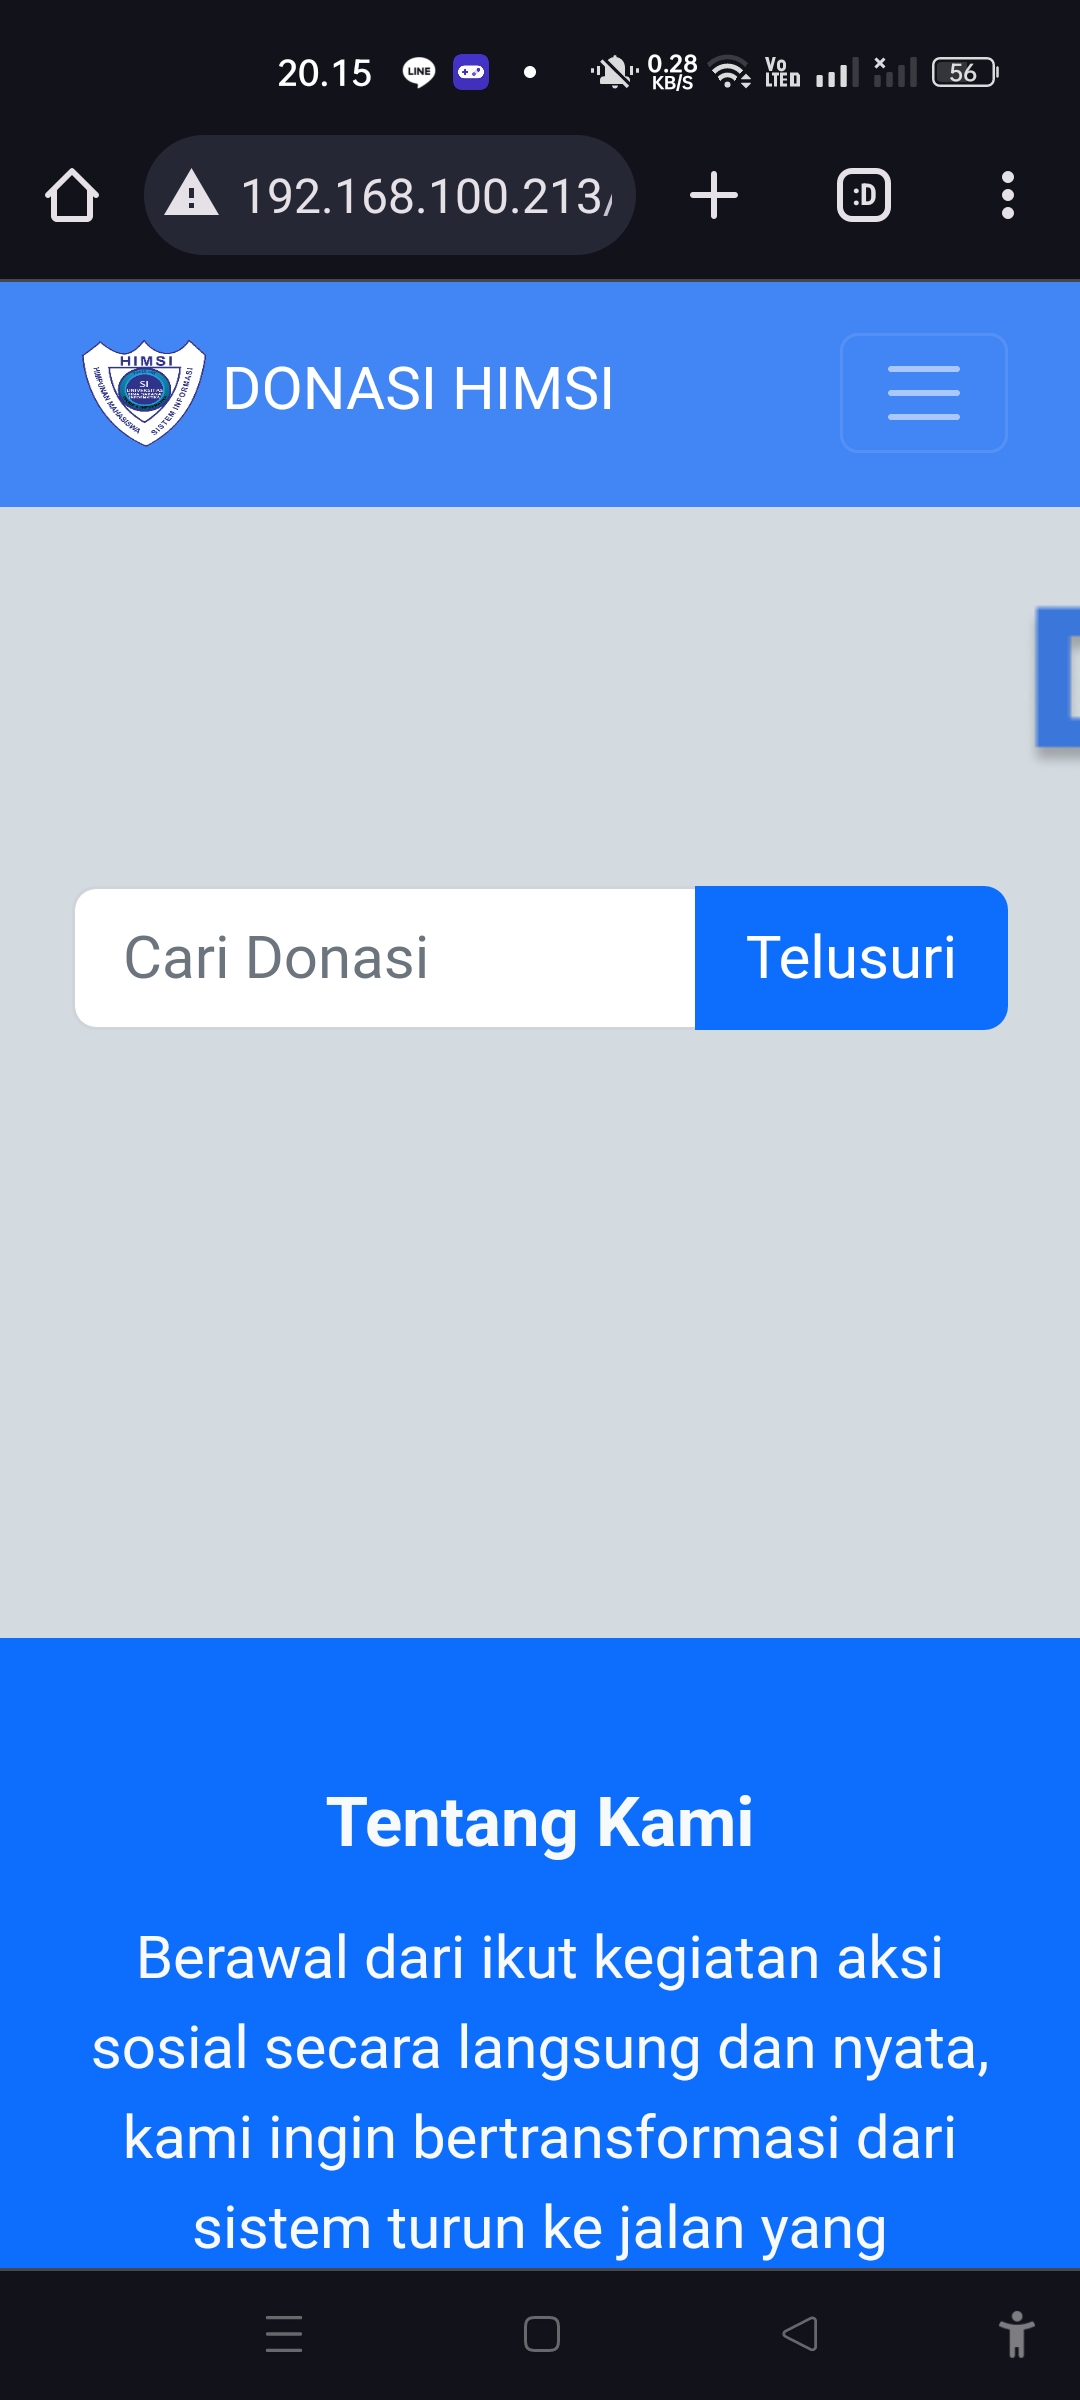 20.15 LINE 0.28 KB/S Vo LTE D 56
192.168.100.213/
:D
HIMSI
HIMPUNAN MAHASISWA SISTEM INFORMASI
SI
DONASI HIMSI
D
Cari Donasi Telusuri
Tentang Kami
Berawal dari ikut kegiatan aksi
sosial secara langsung dan nyata,
kami ingin bertransformasi dari
sistem turun ke jalan yang